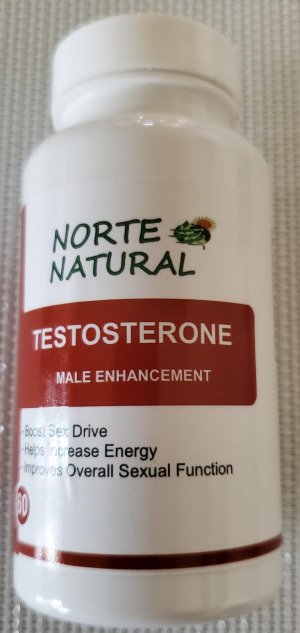 NORTE
NATURAL
TESTOSTERONE
MALE ENHANCEMENT
- Boost Sex Drive
- Helps Increase Energy
- Improves Overall Sexual Function
60